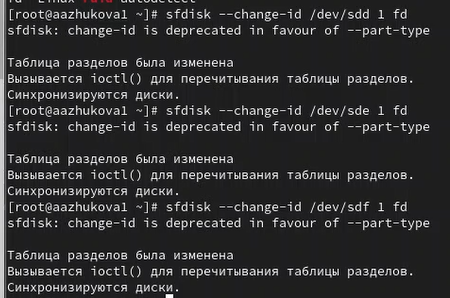 [root@aazhukova1 ~]# sfdisk --change-id /dev/sdd 1 fd
sfdisk: change-id is deprecated in favour of --part-type
Таблица разделов была изменена
Вызывается ioctl() для перечитывания таблицы разделов.
Синхронизируются диски.
[root@aazhukova1 ~]# sfdisk --change-id /dev/sde 1 fd
sfdisk: change-id is deprecated in favour of --part-type
Таблица разделов была изменена
Вызывается ioctl() для перечитывания таблицы разделов.
Синхронизируются диски.
[root@aazhukova1 ~]# sfdisk --change-id /dev/sdf 1 fd
sfdisk: change-id is deprecated in favour of --part-type
Таблица разделов была изменена
Вызывается ioctl() для перечитывания таблицы разделов.
Синхронизируются диски.